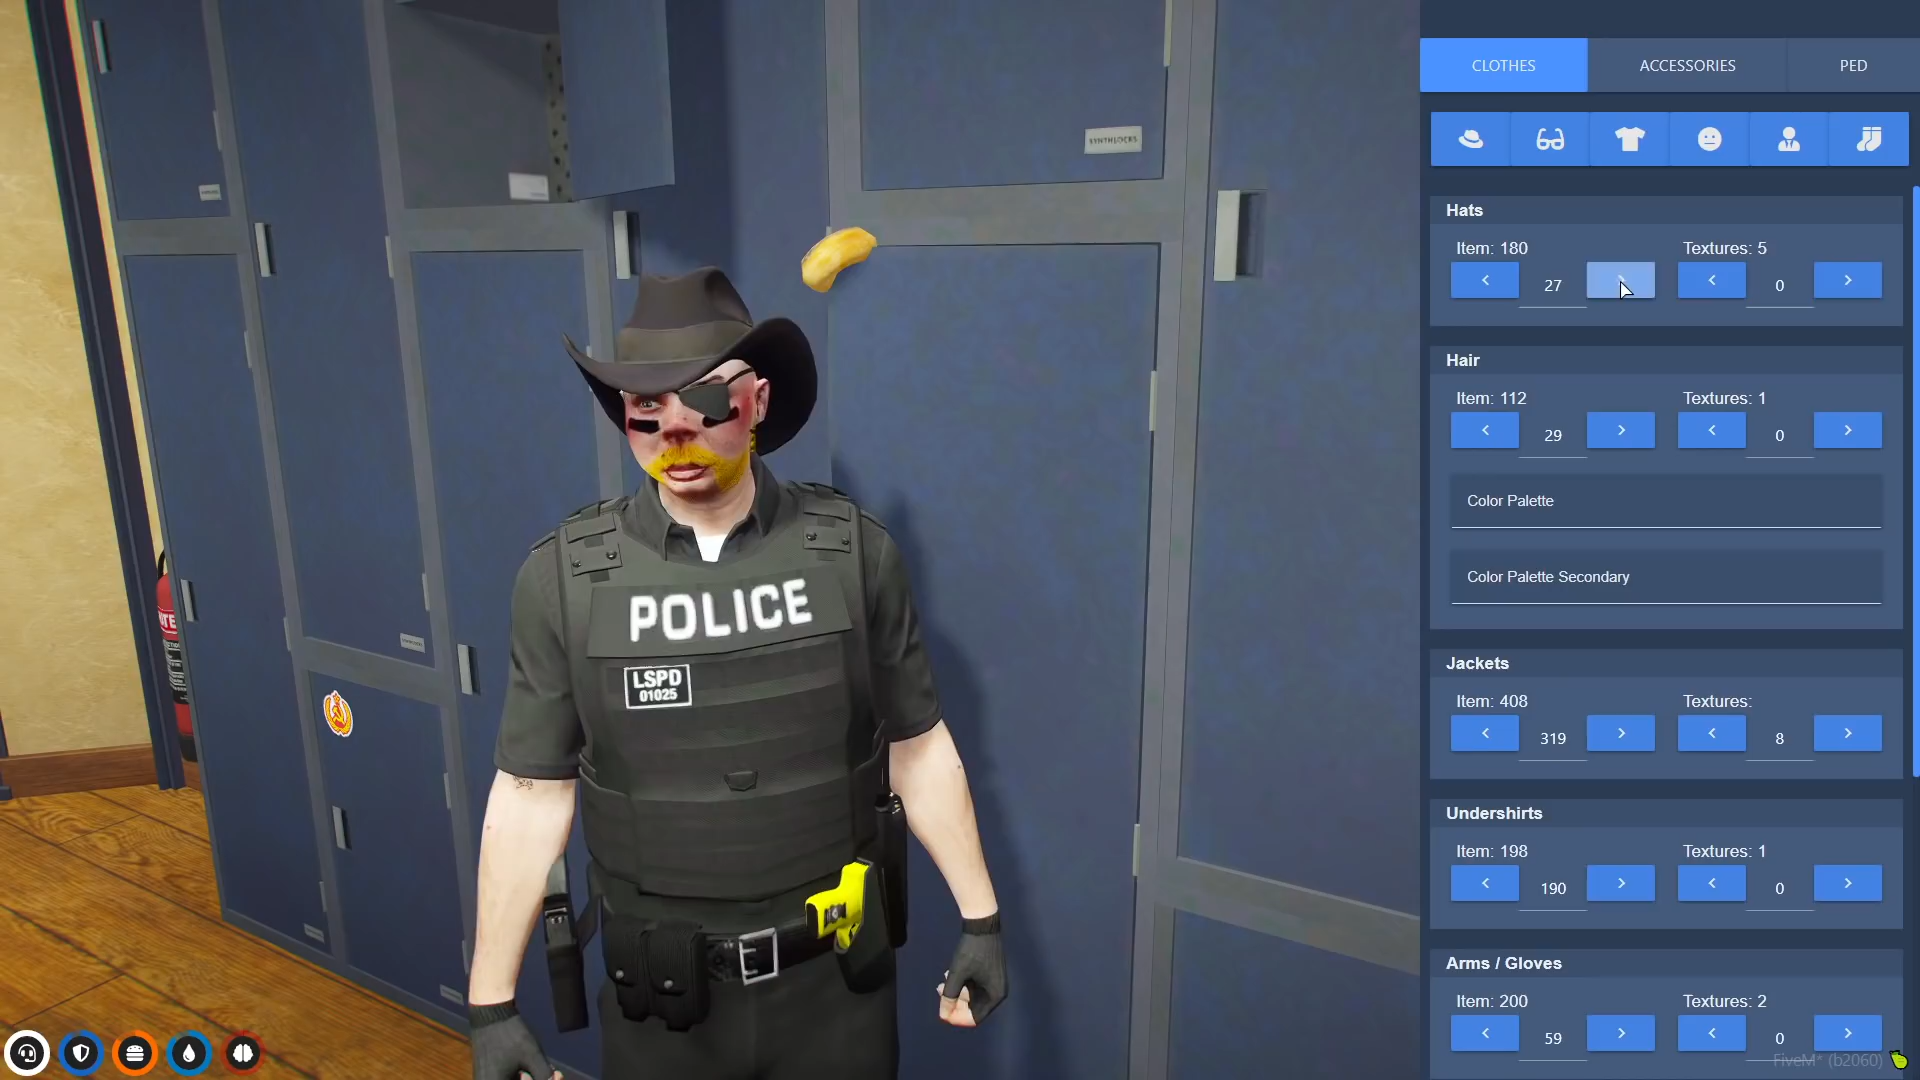 CLOTHES
ACCESSORIES
PED
Hats
Item: 180
Textures: 5
27
0
Hair
Item: 112
Textures: 1
29
0
Color Palette
Color Palette Secondary
Jackets
Item: 408
Textures:
319
8
Undershirts
Item: 198
Textures: 1
190
0
Arms / Gloves
Item: 200
Textures: 2
59
0
FiveM* (b2060)
SYNTHLOCKS
POLICE
LSPD
01025